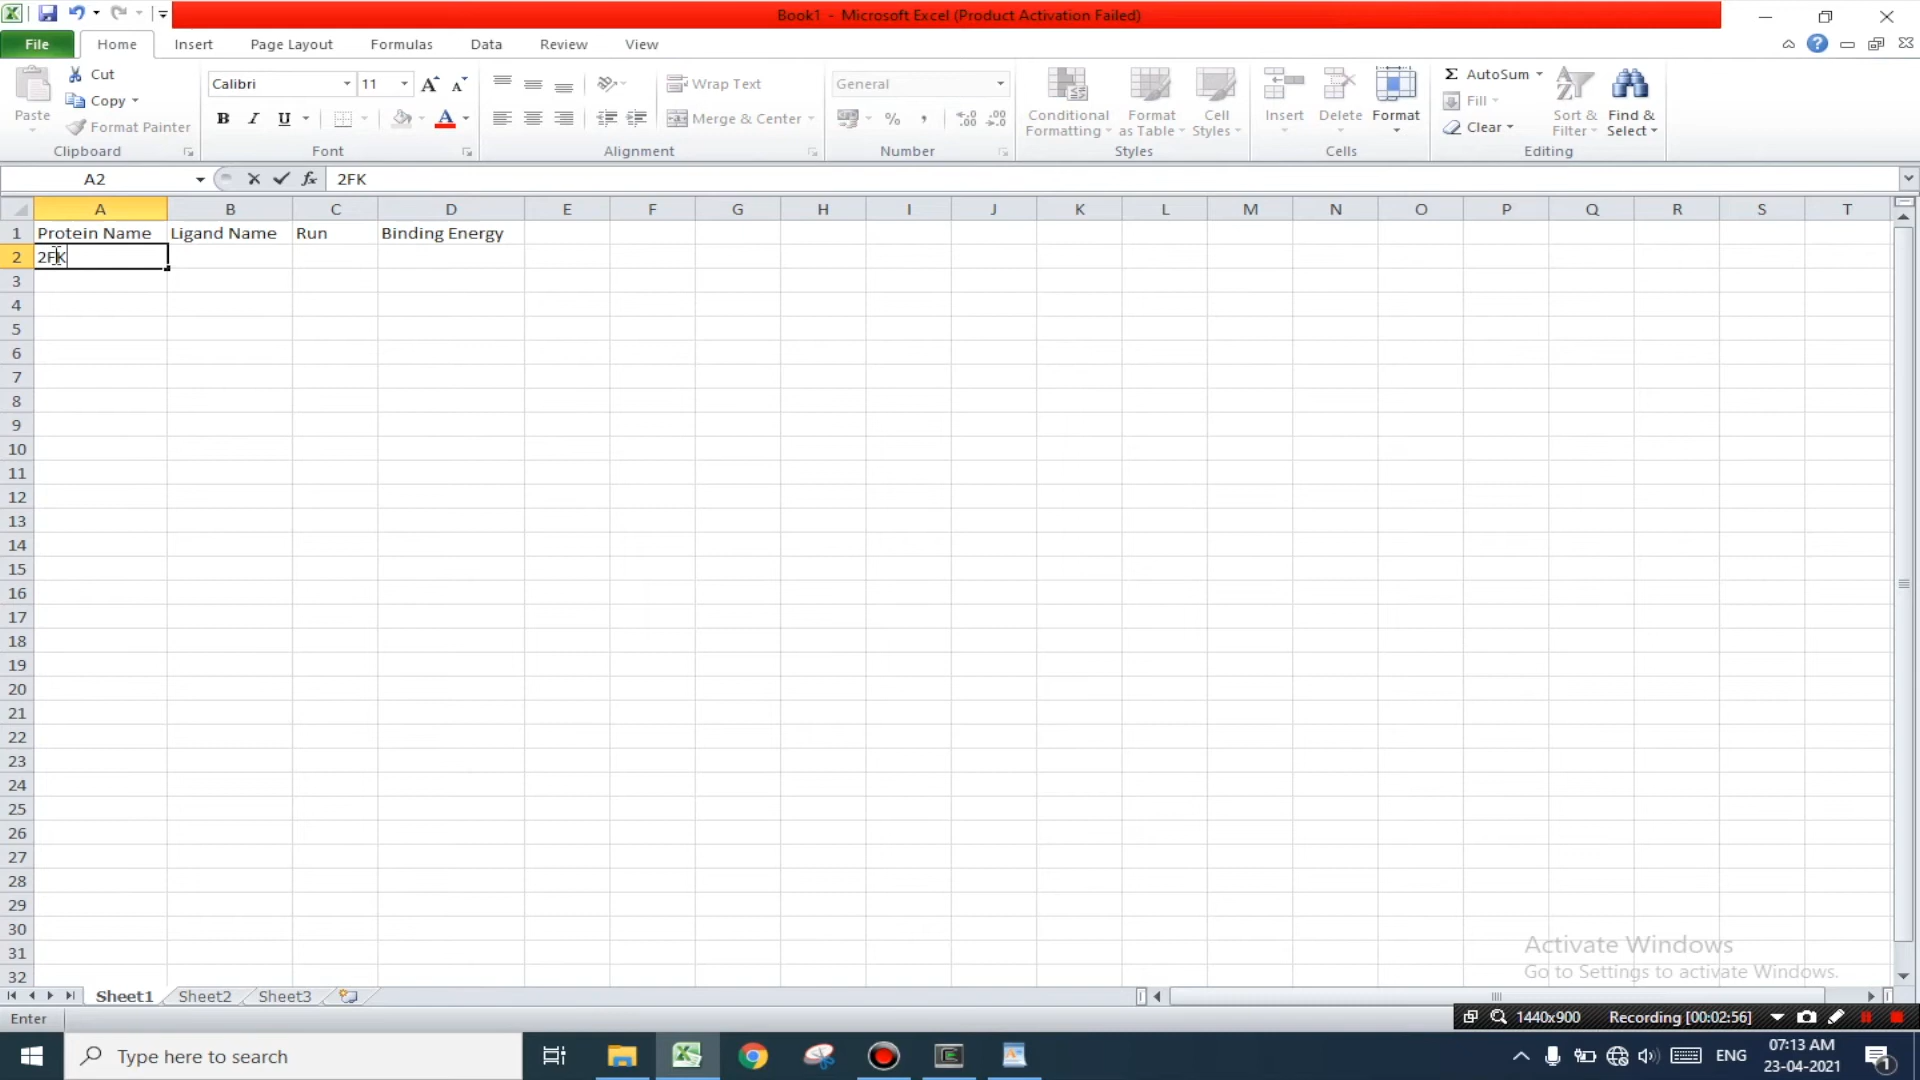 Book1 - Microsoft Excel (Product Activation Failed)
File Home Insert Page Layout Formulas Data Review View
Paste
Cut
Copy
Format Painter
Clipboard
Calibri 11
B I U A
Font
Wrap Text
Merge & Center
Alignment
General
%
Number
Conditional Formatting
Format as Table
Cell Styles
Styles
Insert Delete Format
Cells
Σ AutoSum
Fill
Clear
Sort & Filter
Find & Select
Editing
A2 fx 2FK
A B C D E F G H I J K L M N O P Q R S T
1 Protein Name Ligand Name Run Binding Energy
2 2FK
3
4
5
6
7
8
9
10
11
12
13
14
15
16
17
18
19
20
21
22
23
24
25
26
27
28
29
30
31
32
Activate Windows
Go to Settings to activate Windows.
Sheet1 Sheet2 Sheet3
Enter
1440x900 Recording [00:02:56]
Type here to search
ENG
07:13 AM
23-04-2021
1